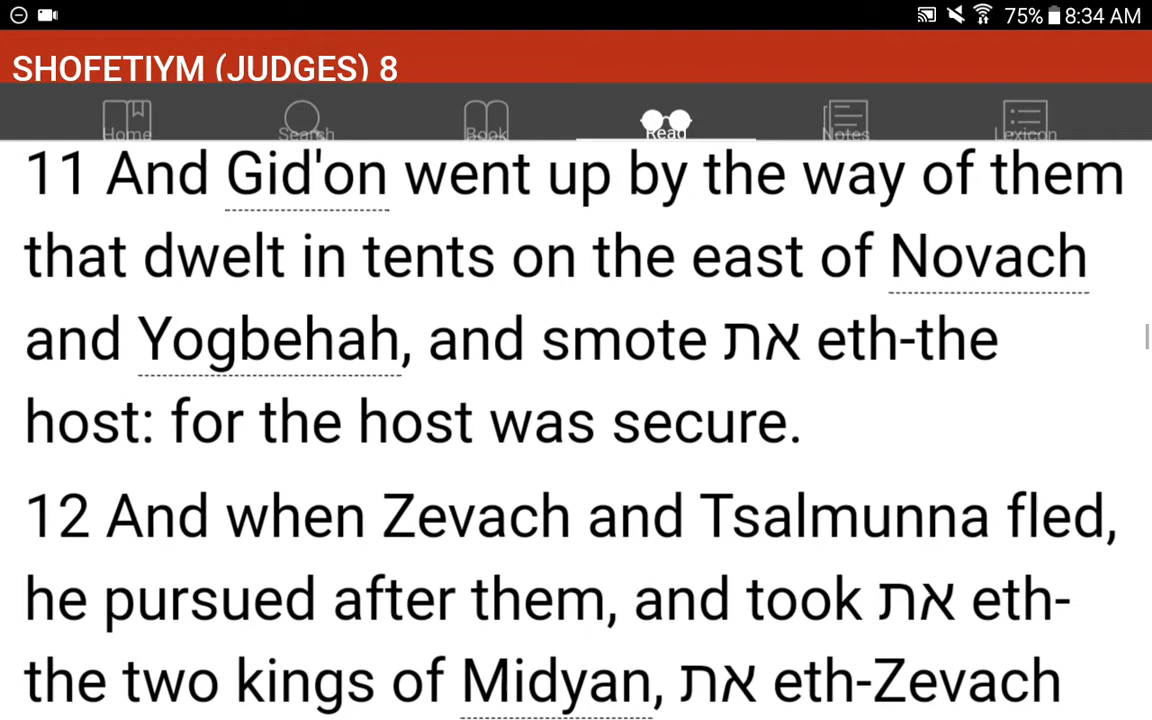 75% 8:34 AM
SHOFETIYM (JUDGES) 8
Home Search Book Read Notes Lexicon
11 And Gid'on went up by the way of them
that dwelt in tents on the east of Novach
and Yogbehah, and smote את eth-the
host: for the host was secure.
12 And when Zevach and Tsalmunna fled,
he pursued after them, and took את eth-
the two kings of Midyan, את eth-Zevach